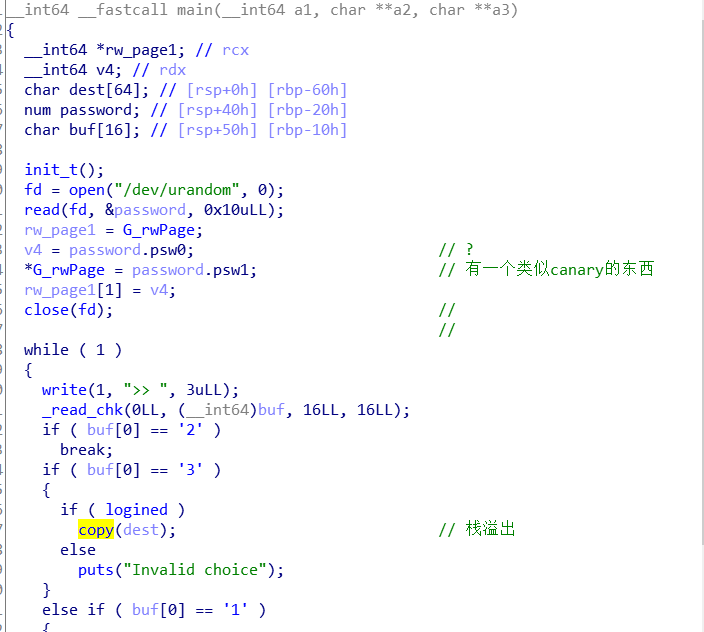 __int64 __fastcall main(__int64 a1, char **a2, char **a3)
{
__int64 *rw_page1; // rcx
__int64 v4; // rdx
char dest[64]; // [rsp+0h] [rbp-60h]
num password; // [rsp+40h] [rbp-20h]
char buf[16]; // [rsp+50h] [rbp-10h]
init_t();
fd = open("/dev/urandom", 0);
read(fd, &password, 0x10uLL);
rw_page1 = G_rwPage;
v4 = password.psw0; // ?
*G_rwPage = password.psw1; // 有一个类似canary的东西
rw_page1[1] = v4;
close(fd); //
//
while ( 1 )
{
write(1, ">> ", 3uLL);
_read_chk(0LL, (__int64)buf, 16LL, 16LL);
if ( buf[0] == '2' )
break;
if ( buf[0] == '3' )
{
if ( logined )
copy(dest); // 栈溢出
else
puts("Invalid choice");
}
else if ( buf[0] == '1' )
{